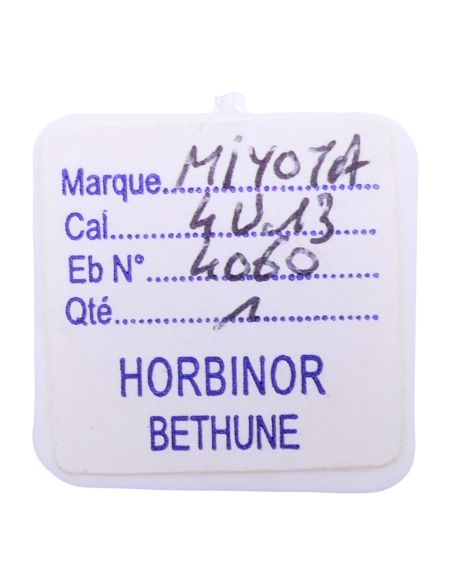 Marque......MIYOTA
Cal......4U.13
Eb N°......4060
Qté......1
HORBINOR
BETHUNE